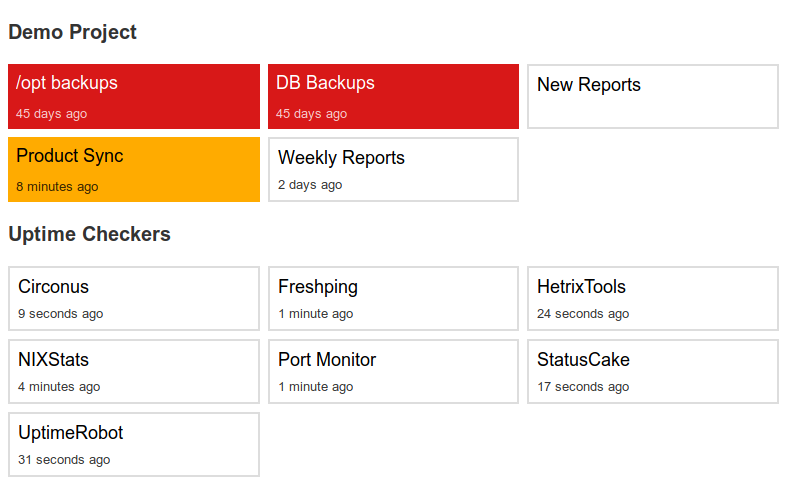 Demo Project
/opt backups
45 days ago
DB Backups
45 days ago
New Reports
Product Sync
8 minutes ago
Weekly Reports
2 days ago
Uptime Checkers
Circonus
9 seconds ago
Freshping
1 minute ago
HetrixTools
24 seconds ago
NIXStats
4 minutes ago
Port Monitor
1 minute ago
StatusCake
17 seconds ago
UptimeRobot
31 seconds ago